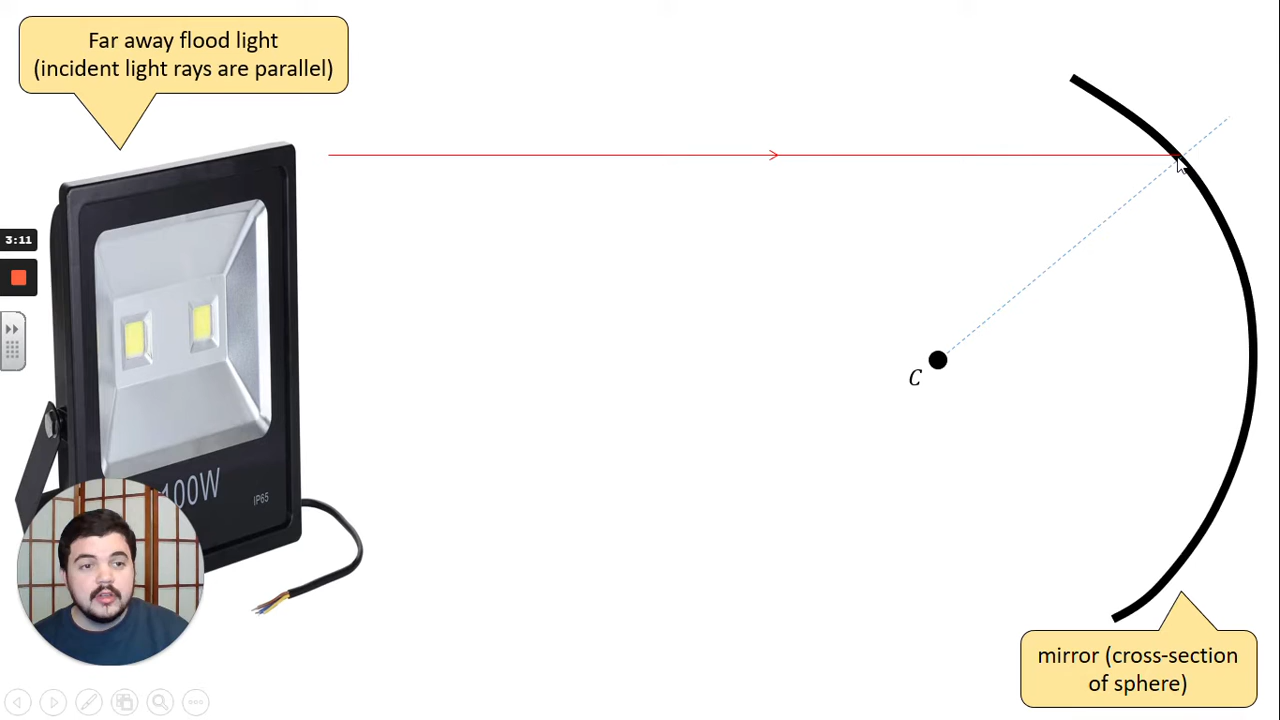 Far away flood light
(incident light rays are parallel)
3:11
C
100W
IP65
mirror (cross-section
of sphere)